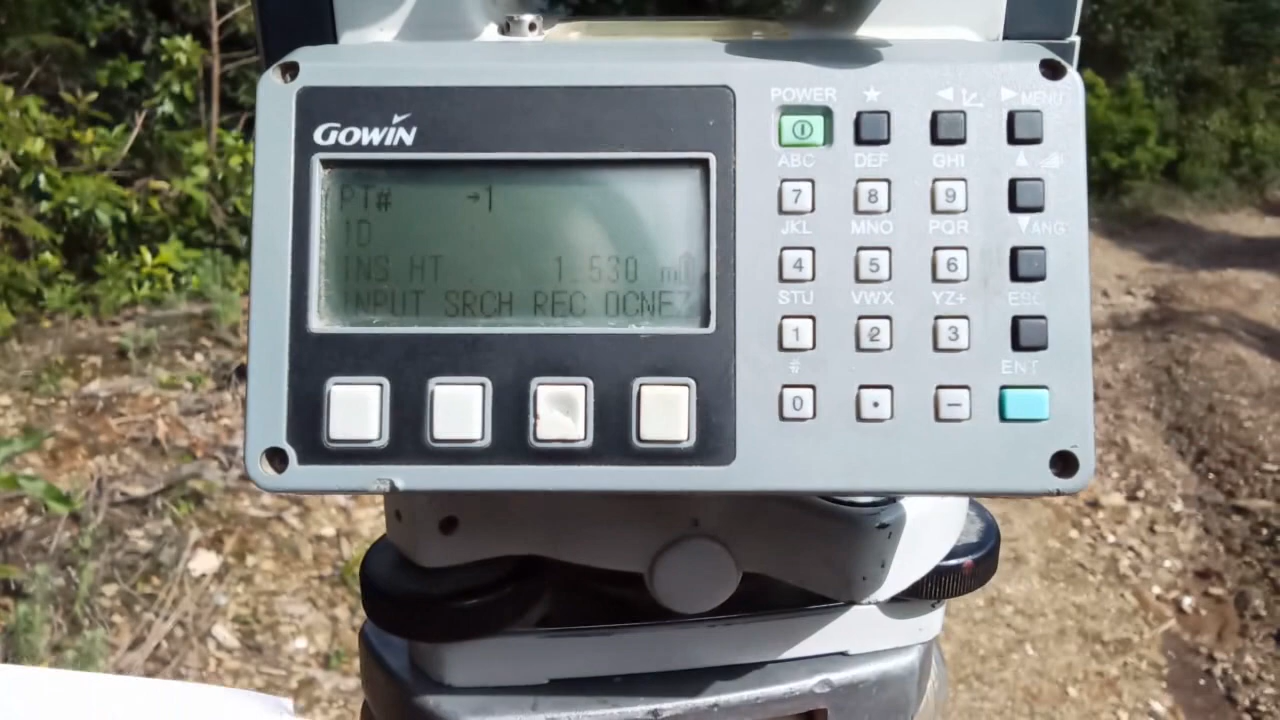 GOWIN
PT# →1
ID
INS.HT 1.530 m
INPUT SRCH REC OCNEZ
POWER ★ ◄ ► MENU
ABC DEF GHI ▲
7 8 9
JKL MNO PQR ▼ ANG
4 5 6
STU VWX YZ+ ESC
1 2 3
# ENT
0 • –